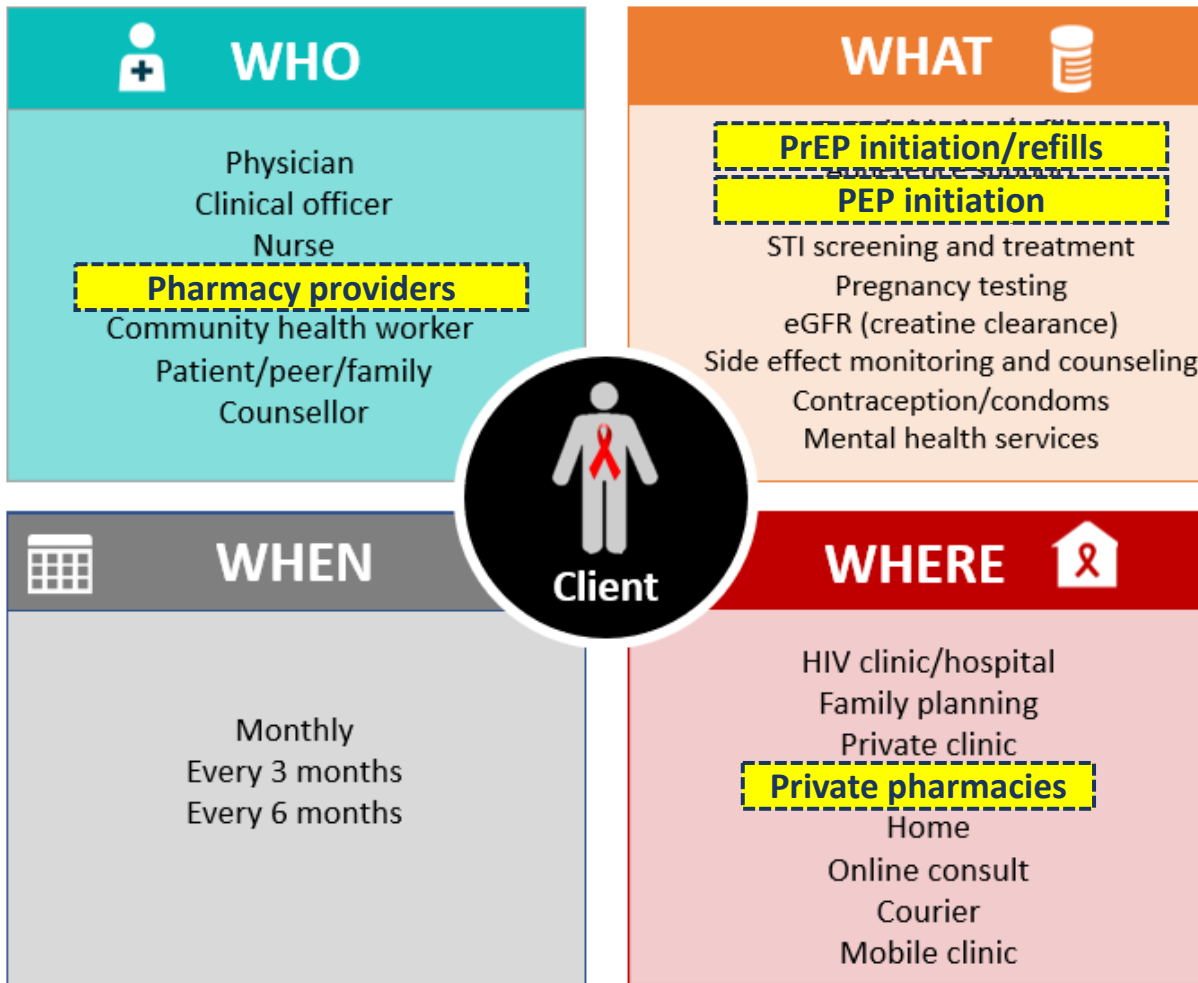 WHO
Physician
Clinical officer
Nurse
Pharmacy providers
Community health worker
Patient/peer/family
Counsellor
WHAT
PrEP initiation/refills
PEP initiation
STI screening and treatment
Pregnancy testing
eGFR (creatine clearance)
Side effect monitoring and counseling
Contraception/condoms
Mental health services
Client
WHEN
Monthly
Every 3 months
Every 6 months
WHERE
HIV clinic/hospital
Family planning
Private clinic
Private pharmacies
Home
Online consult
Courier
Mobile clinic